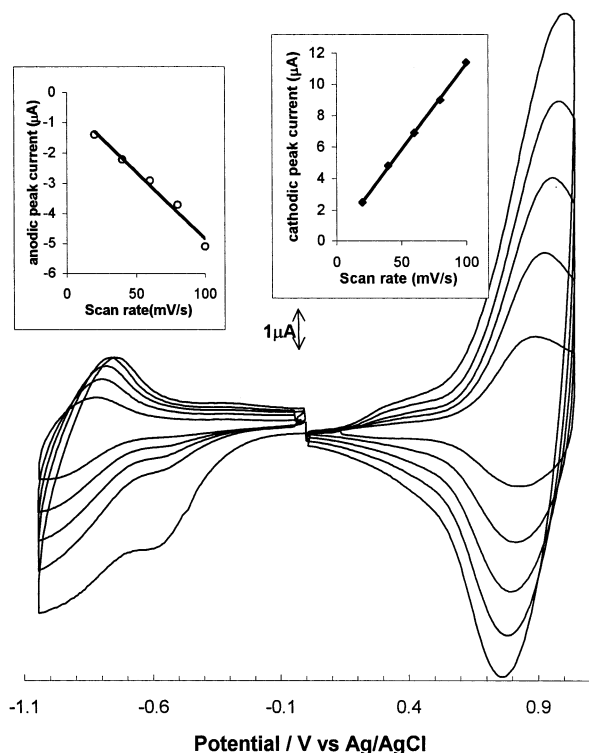 anodic peak current (μA)
0
-1
-2
-3
-4
-5
-6
0 50 100
Scan rate(mV/s)
cathodic peak current (μA)
12
10
8
6
4
2
0
0 50 100
Scan rate (mV/s)
1μA
-1.1 -0.6 -0.1 0.4 0.9
Potential / V vs Ag/AgCl